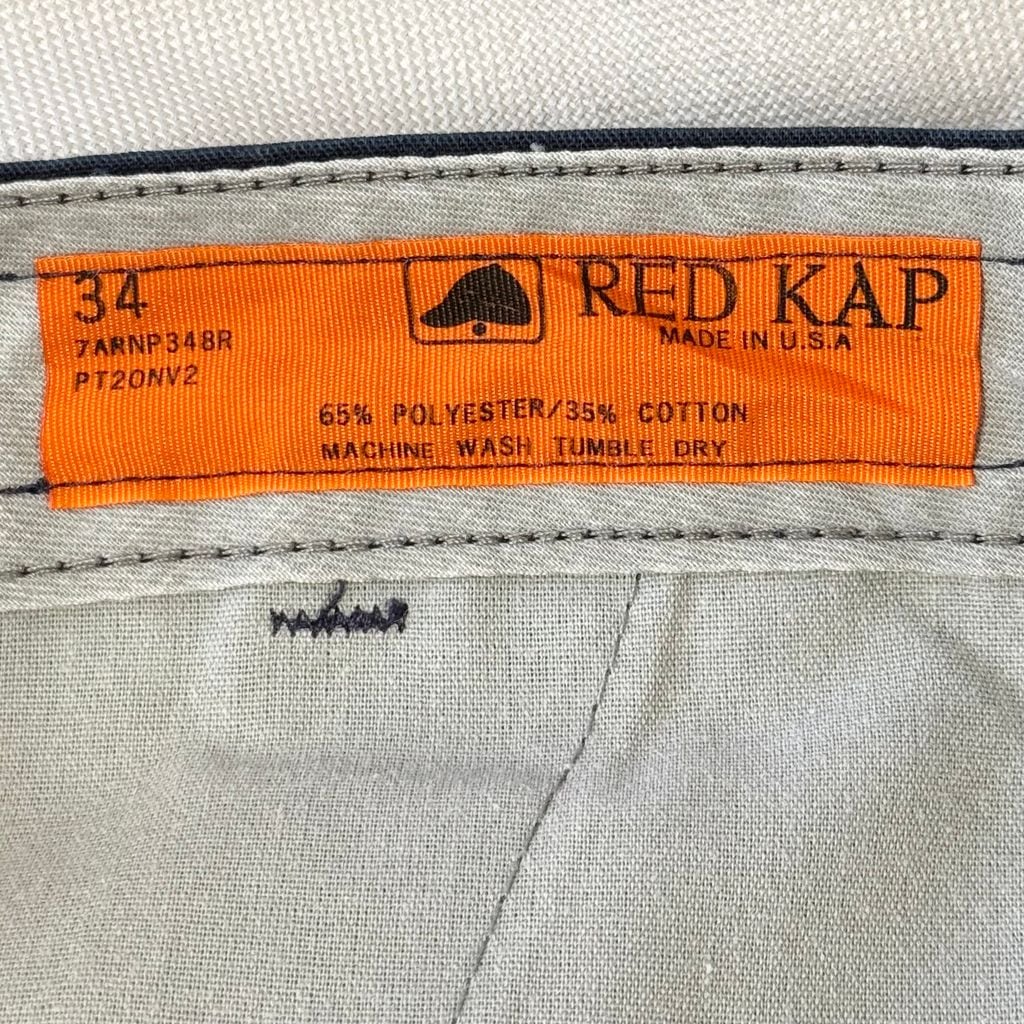 34
7ARNP348R
PT20NV2
RED KAP
MADE IN U.S.A
65% POLYESTER/35% COTTON
MACHINE WASH TUMBLE DRY